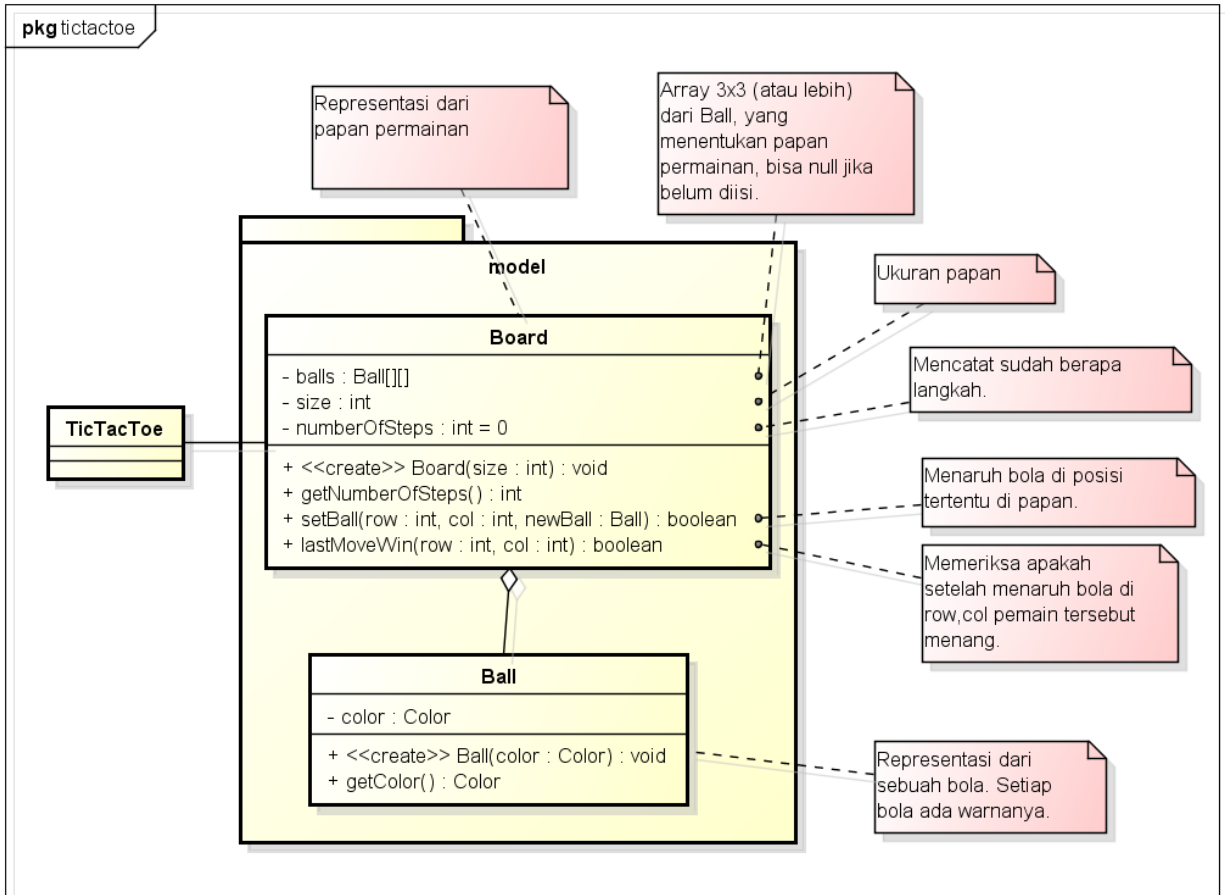 pkg tictactoe
Representasi dari
papan permainan
Array 3x3 (atau lebih)
dari Ball, yang
menentukan papan
permainan, bisa null jika
belum diisi.
model
Ukuran papan
Board
- balls : Ball[][]
- size : int
- numberOfSteps : int = 0
+ <<create>> Board(size : int) : void
+ getNumberOfSteps() : int
+ setBall(row : int, col : int, newBall : Ball) : boolean
+ lastMoveWin(row : int, col : int) : boolean
Mencatat sudah berapa
langkah.
TicTacToe
Menaruh bola di posisi
tertentu di papan.
Memeriksa apakah
setelah menaruh bola di
row,col pemain tersebut
menang.
Ball
- color : Color
+ <<create>> Ball(color : Color) : void
+ getColor() : Color
Representasi dari
sebuah bola. Setiap
bola ada warnanya.